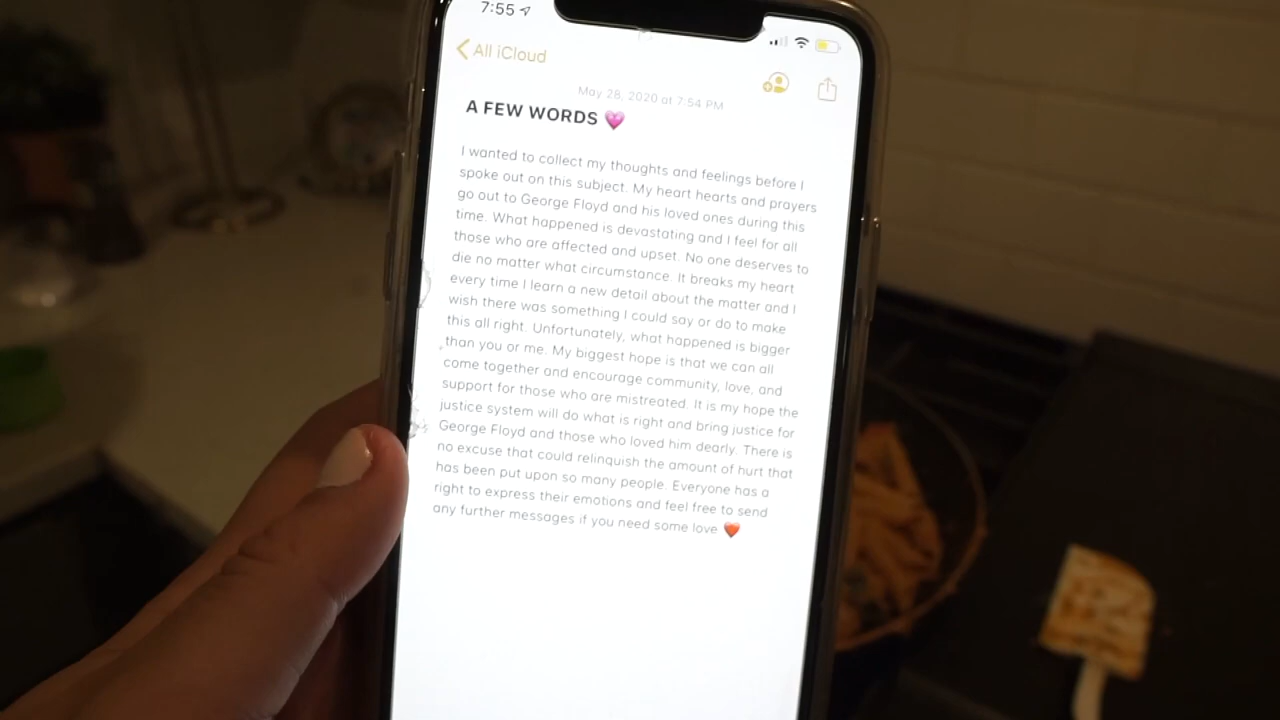 7:55
All iCloud
May 28, 2020 at 7:54 PM
A FEW WORDS 💗
I wanted to collect my thoughts and feelings before I
spoke out on this subject. My heart hearts and prayers
go out to George Floyd and his loved ones during this
time. What happened is devastating and I feel for all
those who are affected and upset. No one deserves to
die no matter what circumstance. It breaks my heart
every time I learn a new detail about the matter and I
wish there was something I could say or do to make
this all right. Unfortunately, what happened is bigger
than you or me. My biggest hope is that we can all
come together and encourage community, love, and
support for those who are mistreated. It is my hope the
justice system will do what is right and bring justice for
George Floyd and those who loved him dearly. There is
no excuse that could relinquish the amount of hurt that
has been put upon so many people. Everyone has a
right to express their emotions and feel free to send
any further messages if you need some love ❤️